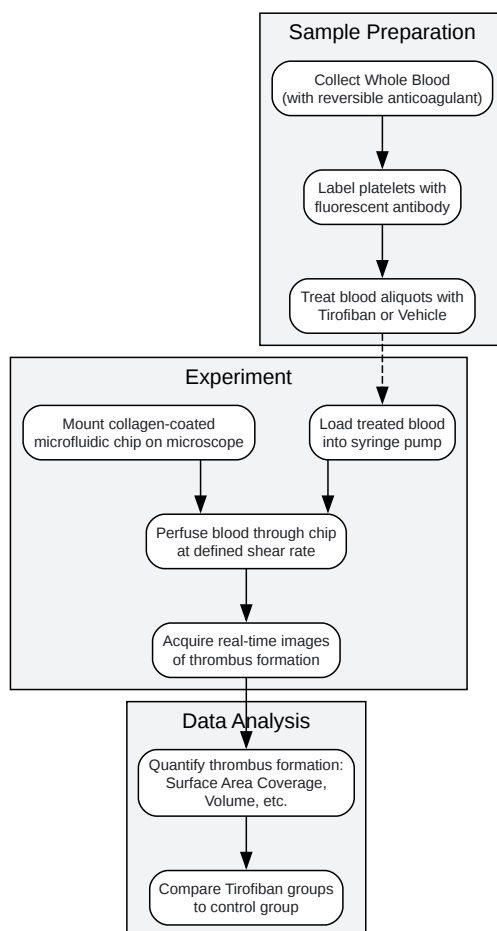 Sample Preparation
Collect Whole Blood
(with reversible anticoagulant)
Label platelets with
fluorescent antibody
Treat blood aliquots with
Tirofiban or Vehicle
Experiment
Mount collagen-coated
microfluidic chip on microscope
Load treated blood
into syringe pump
Perfuse blood through chip
at defined shear rate
Acquire real-time images
of thrombus formation
Data Analysis
Quantify thrombus formation:
Surface Area Coverage,
Volume, etc.
Compare Tirofiban groups
to control group